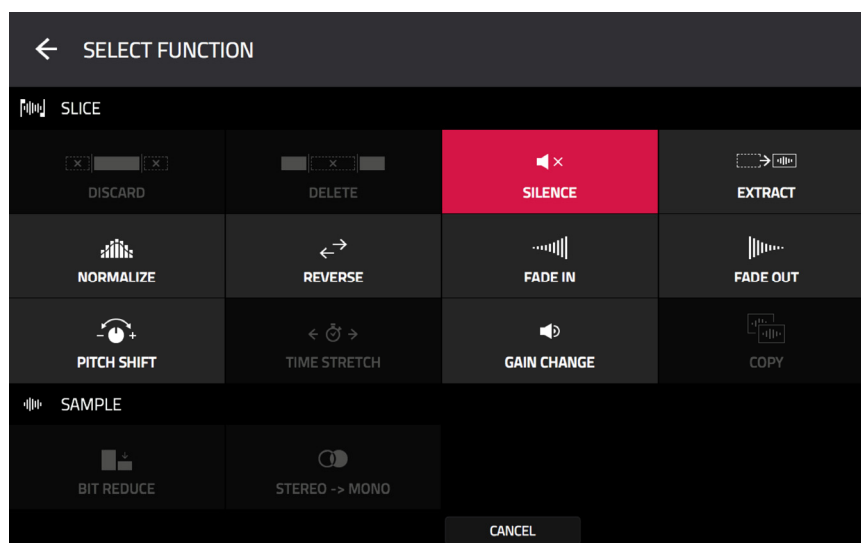 SELECT FUNCTION
SLICE
DISCARD
DELETE
SILENCE
EXTRACT
NORMALIZE
REVERSE
FADE IN
FADE OUT
PITCH SHIFT
TIME STRETCH
GAIN CHANGE
COPY
SAMPLE
BIT REDUCE
STEREO -> MONO
CANCEL